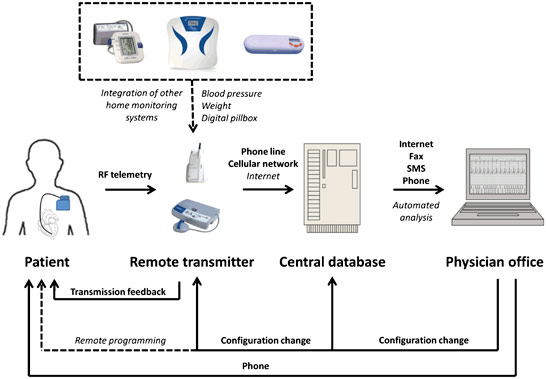 Integration of other
home monitoring
systems
Blood pressure
Weight
Digital pillbox
RF telemetry
Phone line
Cellular network
Internet
Internet
Fax
SMS
Phone
Automated
analysis
Patient
Remote transmitter
Central database
Physician office
Transmission feedback
Remote programming
Configuration change
Configuration change
Phone